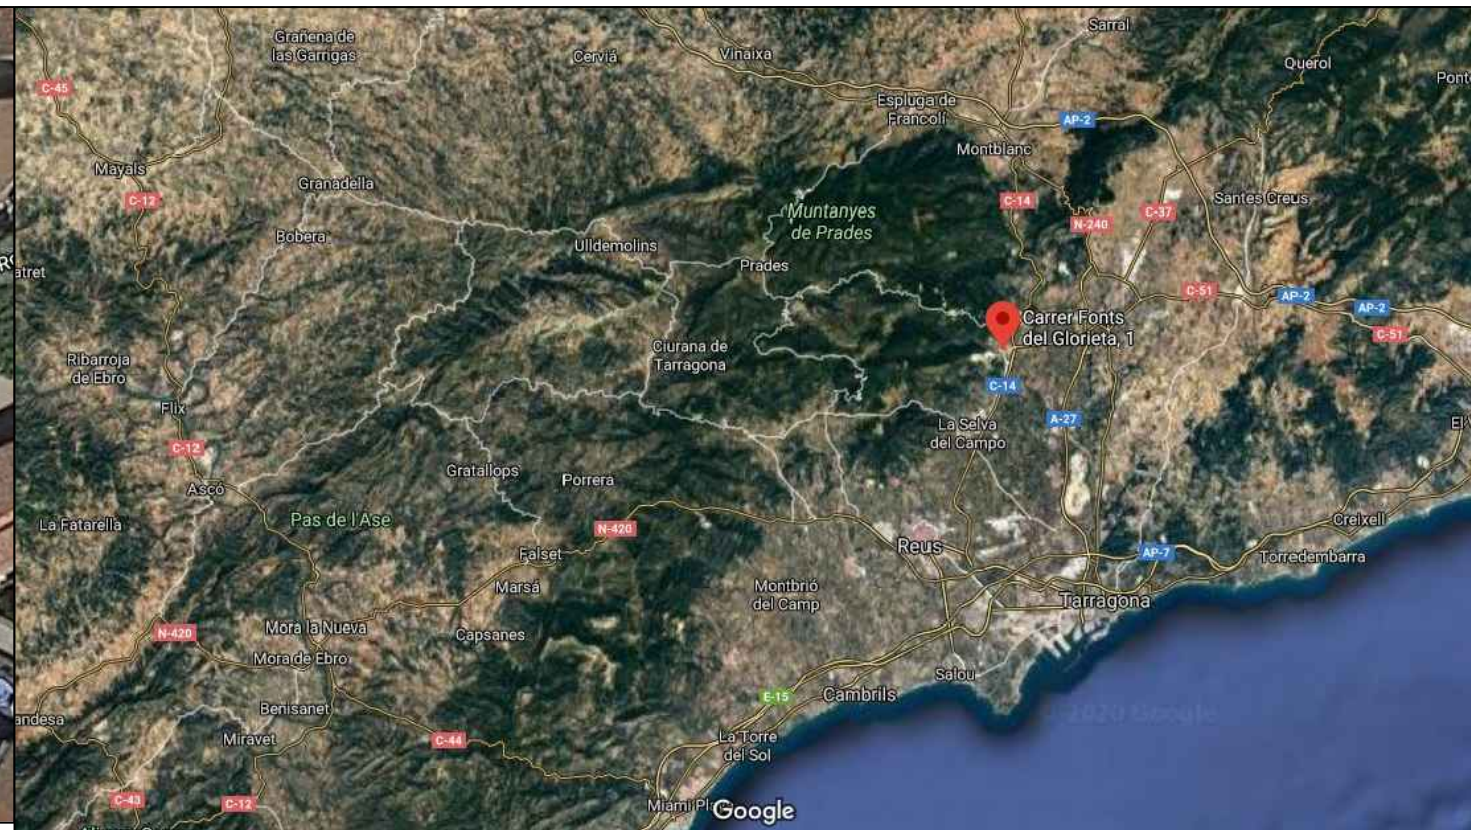 Sarral
Grañena de
las Garrigas
Cerviá
Vinaixa
Querol
C-45
Espluga de
Francolí
AP-2
Montblanc
Mayals
Granadella
C-12
C-14
Muntanyes
de Prades
C-37
Santes Creus
N-240
Bobera
Ulldemolins
Prades
atret
C-51
AP-2
AP-2
Carrer Fonts
del Glorieta, 1
C-51
Ciurana de
Tarragona
Ribarroja
de Ebro
C-14
Flix
A-27
La Selva
del Campo
C-12
Gratallops
Porrera
Ascó
La Fatarella
Pas de l'Ase
N-420
Creixell
Reus
AP-7
Falset
Torredembarra
Marsá
Montbrió
del Camp
Tarragona
N-420
Mora la Nueva
Capsanes
Mora de Ebro
Salou
E-15
Cambrils
Benisanet
andesa
2020 Google
Miravet
C-44
La Torre
del Sol
C-43
C-12
Miami Pl
Google